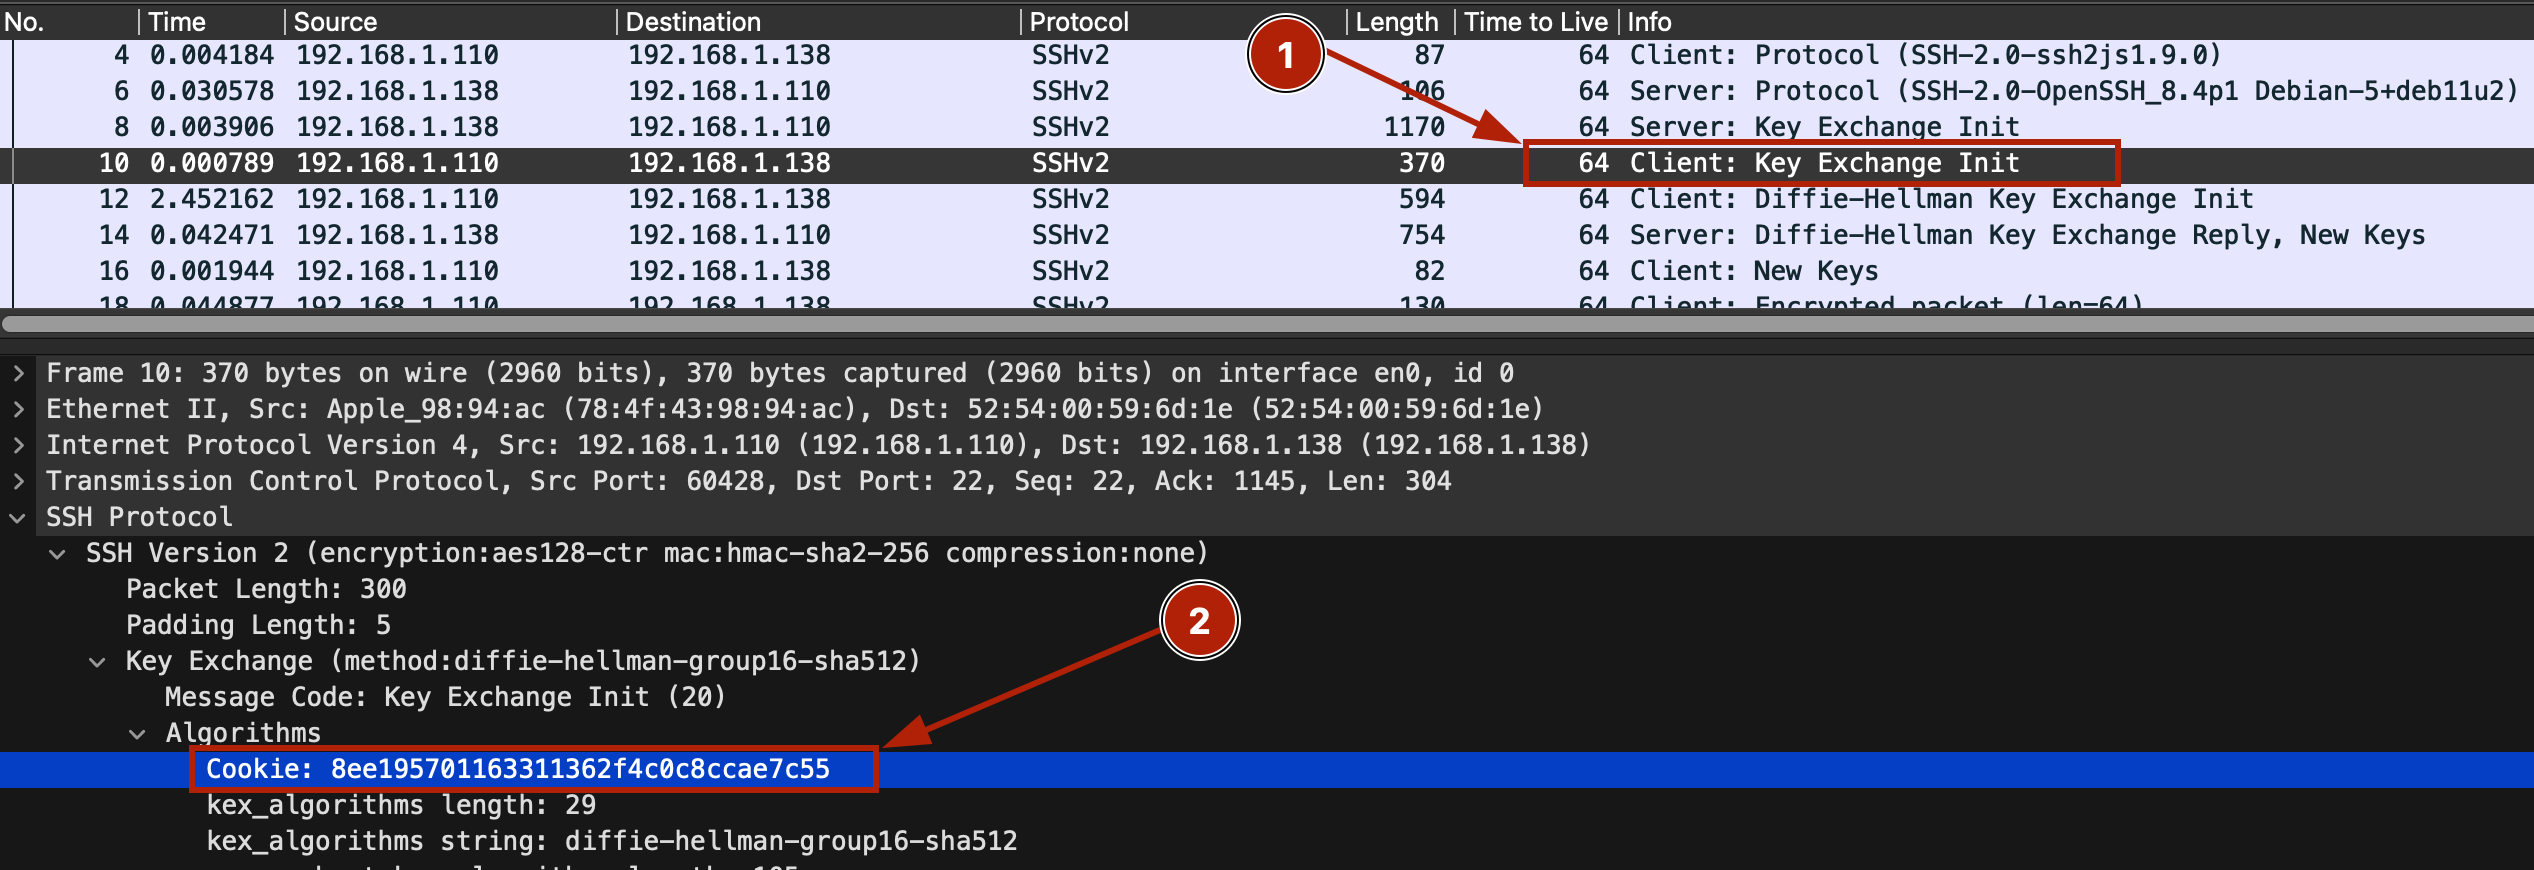 No. Time Source Destination Protocol Length Time to Live Info
4 0.004184 192.168.1.110 192.168.1.138 SSHv2 87 64 Client: Protocol (SSH-2.0-ssh2js1.9.0)
6 0.030578 192.168.1.138 192.168.1.110 SSHv2 106 64 Server: Protocol (SSH-2.0-OpenSSH_8.4p1 Debian-5+deb11u2)
8 0.003906 192.168.1.138 192.168.1.110 SSHv2 1170 64 Server: Key Exchange Init
10 0.000789 192.168.1.110 192.168.1.138 SSHv2 370 64 Client: Key Exchange Init
12 2.452162 192.168.1.110 192.168.1.138 SSHv2 594 64 Client: Diffie-Hellman Key Exchange Init
14 0.042471 192.168.1.138 192.168.1.110 SSHv2 754 64 Server: Diffie-Hellman Key Exchange Reply, New Keys
16 0.001944 192.168.1.110 192.168.1.138 SSHv2 82 64 Client: New Keys
18 0.044877 192.168.1.110 192.168.1.138 SSHv2 130 64 Client: Encrypted packet (len=64)
1
Frame 10: 370 bytes on wire (2960 bits), 370 bytes captured (2960 bits) on interface en0, id 0
Ethernet II, Src: Apple_98:94:ac (78:4f:43:98:94:ac), Dst: 52:54:00:59:6d:1e (52:54:00:59:6d:1e)
Internet Protocol Version 4, Src: 192.168.1.110 (192.168.1.110), Dst: 192.168.1.138 (192.168.1.138)
Transmission Control Protocol, Src Port: 60428, Dst Port: 22, Seq: 22, Ack: 1145, Len: 304
SSH Protocol
SSH Version 2 (encryption:aes128-ctr mac:hmac-sha2-256 compression:none)
Packet Length: 300
Padding Length: 5
2
Key Exchange (method:diffie-hellman-group16-sha512)
Message Code: Key Exchange Init (20)
Algorithms
Cookie: 8ee195701163311362f4c0c8ccae7c55
kex_algorithms length: 29
kex_algorithms string: diffie-hellman-group16-sha512